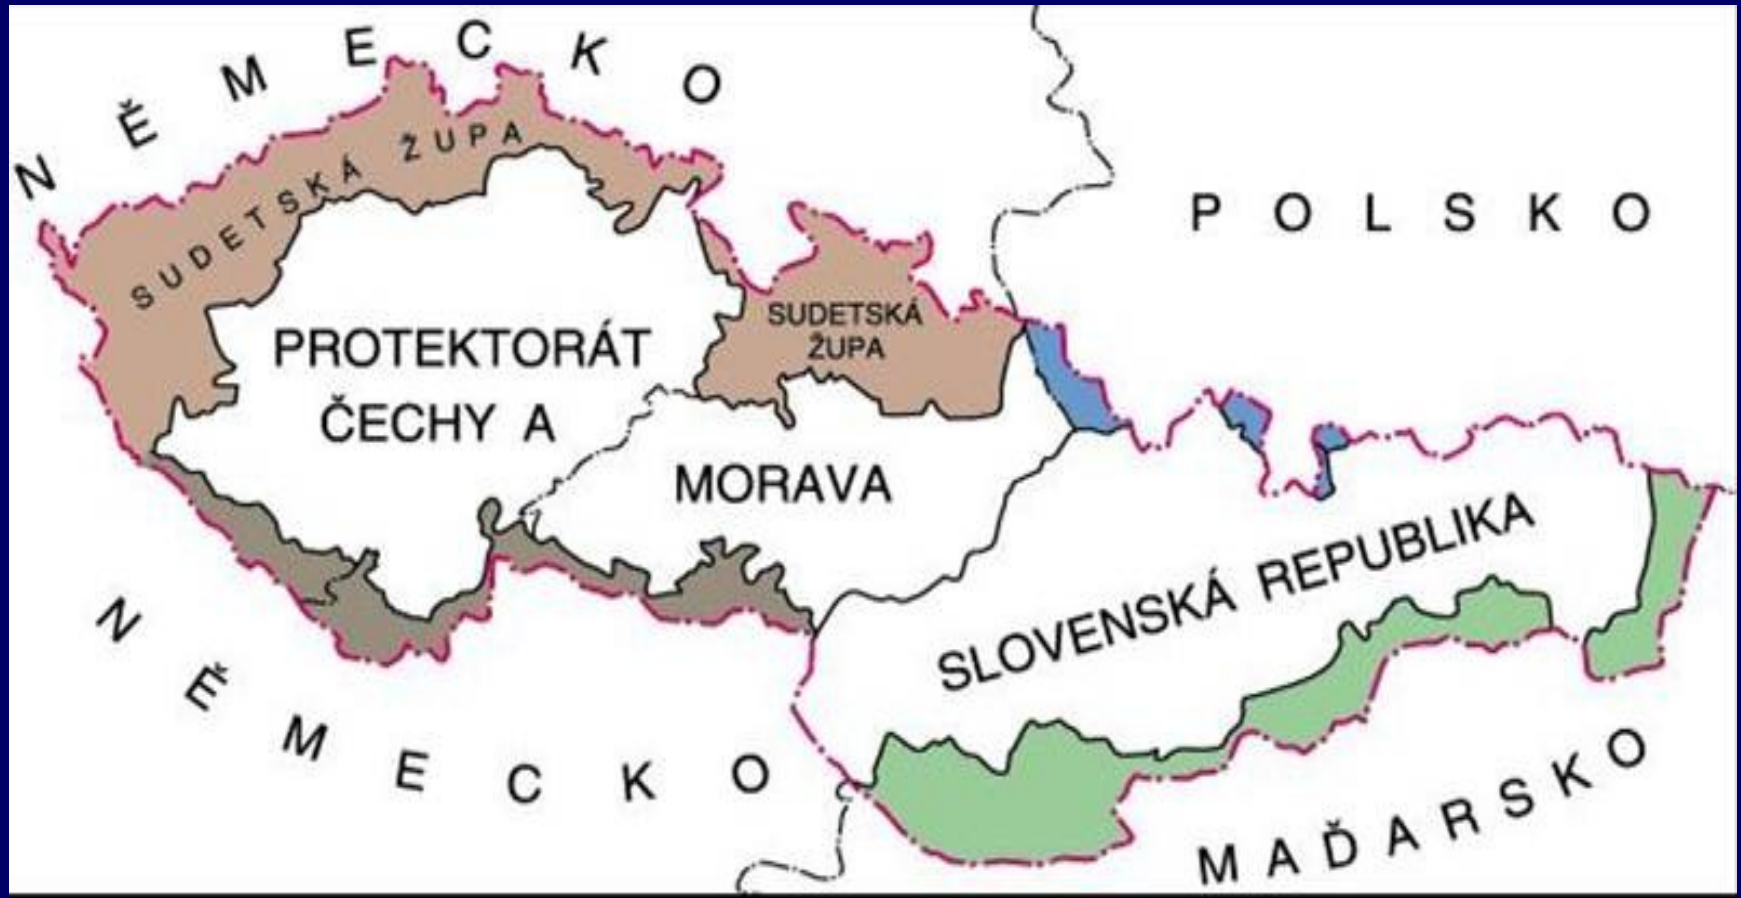 NĚMECKO
SUDETSKÁ ŽUPA
POLSKO
SUDETSKÁ
ŽUPA
PROTEKTORÁT
ČECHY A
MORAVA
SLOVENSKÁ REPUBLIKA
NĚMECKO
MAĎARSKO